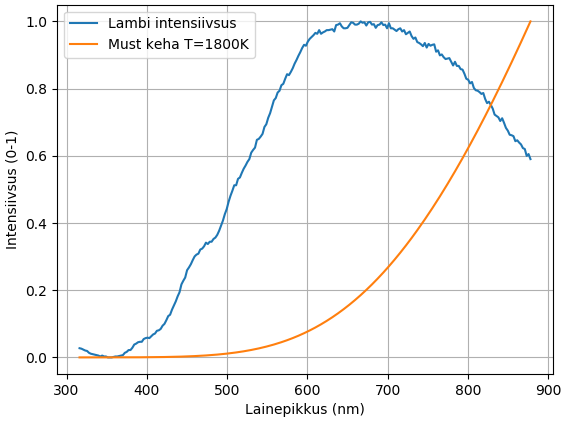 Lambi intensiivsus
Must keha T=1800K
Intensiivsus (0-1)
1.0
0.8
0.6
0.4
0.2
0.0
300 400 500 600 700 800 900
Lainepikkus (nm)